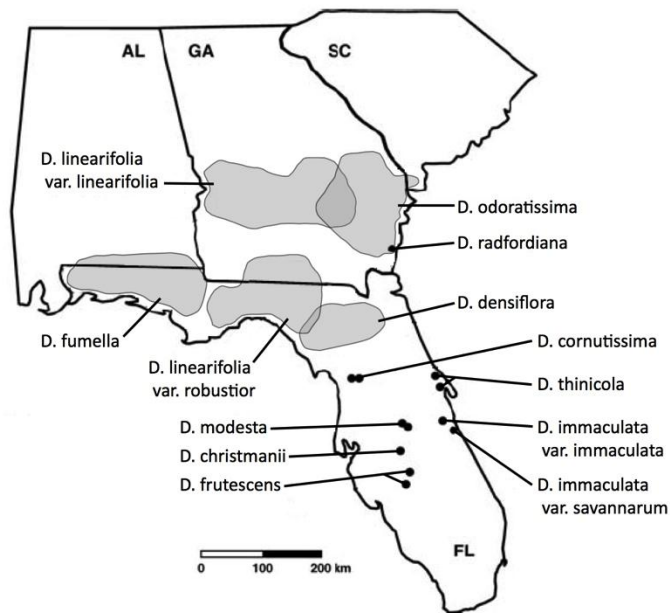 AL
GA
SC
D. linearifolia
var. linearifolia
D. odoratissima
D. radfordiana
D. densiflora
D. fumella
D. linearifolia
var. robustior
D. cornutissima
D. thinicola
D. modesta
D. immaculata
var. immaculata
D. christmanii
D. frutescens
D. immaculata
var. savannarum
FL
0 100 200 km